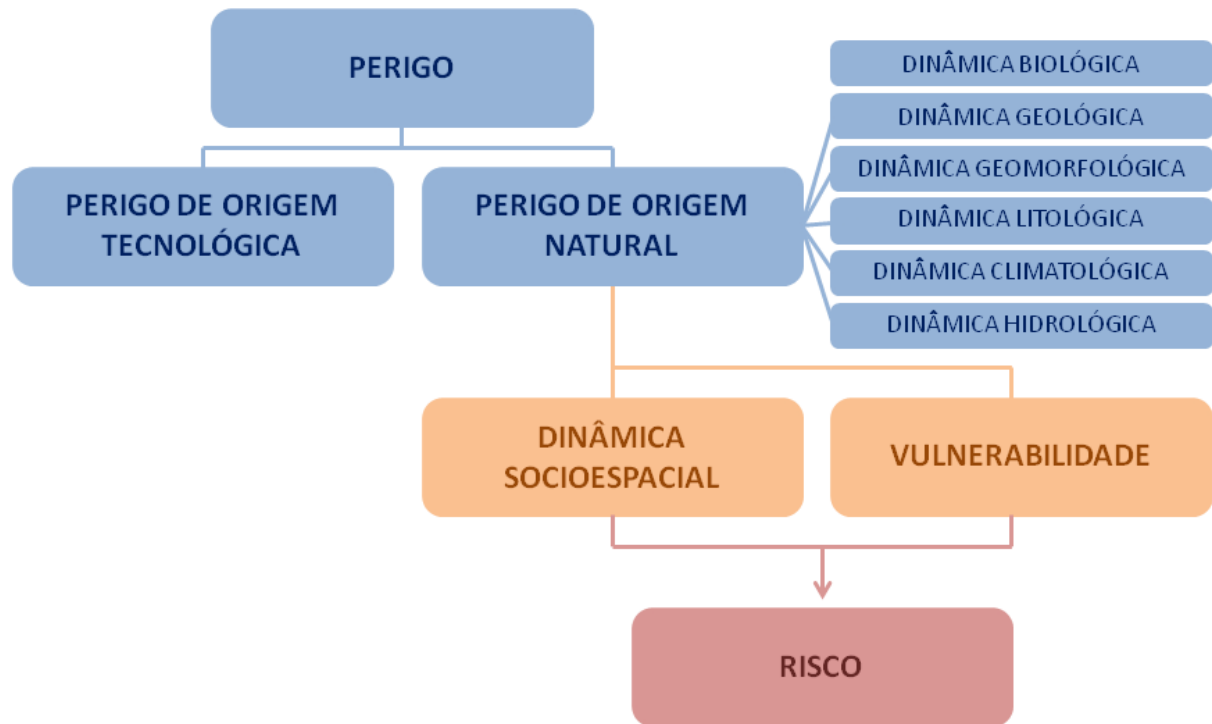 PERIGO
PERIGO DE ORIGEM
TECNOLÓGICA
PERIGO DE ORIGEM
NATURAL
DINÂMICA BIOLÓGICA
DINÂMICA GEOLÓGICA
DINÂMICA GEOMORFOLÓGICA
DINÂMICA LITOLÓGICA
DINÂMICA CLIMATOLÓGICA
DINÂMICA HIDROLÓGICA
DINÂMICA
SOCIOESPACIAL
VULNERABILIDADE
RISCO